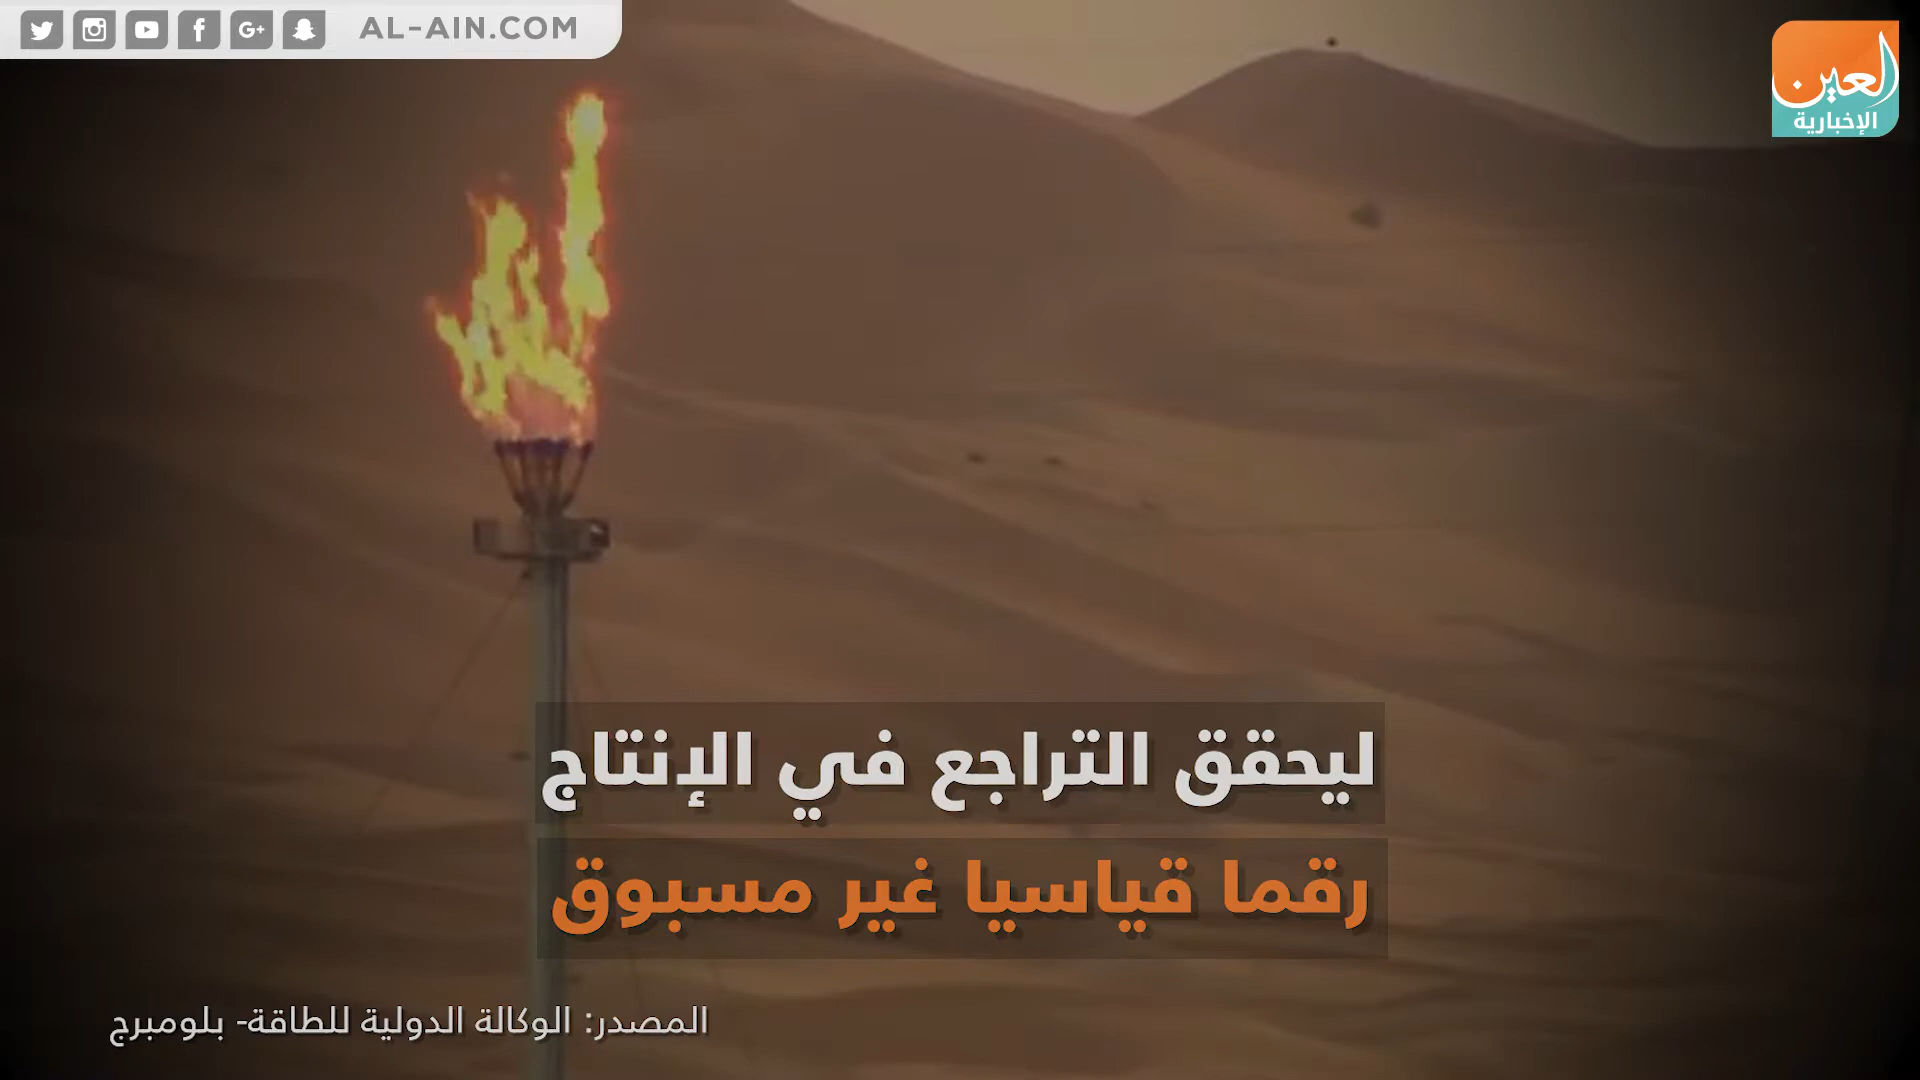 AL-AIN.COM
العين
الإخبارية
ليحقق التراجع في الإنتاج
رقما قياسيا غير مسبوق
المصدر: الوكالة الدولية للطاقة- بلومبرج